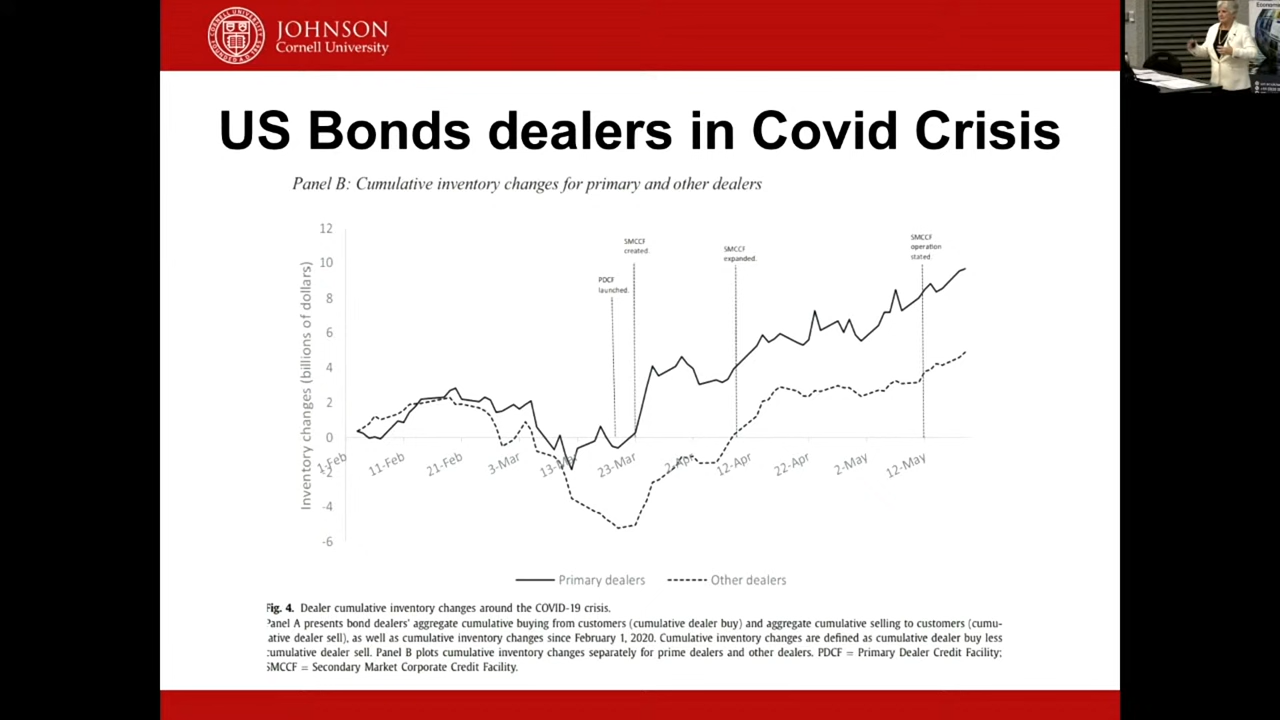 JOHNSON
Cornell University
US Bonds dealers in Covid Crisis
Panel B: Cumulative inventory changes for primary and other dealers
Inventory changes (billions of dollars)
12
10
8
6
4
2
0
-2
-4
-6
PDCF
launched.
SMCCF
created.
SMCCF
expanded.
SMCCF
operation
stated
1-Feb
11-Feb
21-Feb
3-Mar
13-Mar
23-Mar
2-Apr
12-Apr
22-Apr
2-May
12-May
Primary dealers
Other dealers
Fig. 4. Dealer cumulative inventory changes around the COVID-19 crisis.
Panel A presents bond dealers' aggregate cumulative buying from customers (cumulative dealer buy) and aggregate cumulative selling to customers (cumu-
ative dealer sell), as well as cumulative inventory changes since February 1, 2020. Cumulative inventory changes are defined as cumulative dealer buy less
cumulative dealer sell. Panel B plots cumulative inventory changes separately for prime dealers and other dealers. PDCF = Primary Dealer Credit Facility;
SMCCF = Secondary Market Corporate Credit Facility.